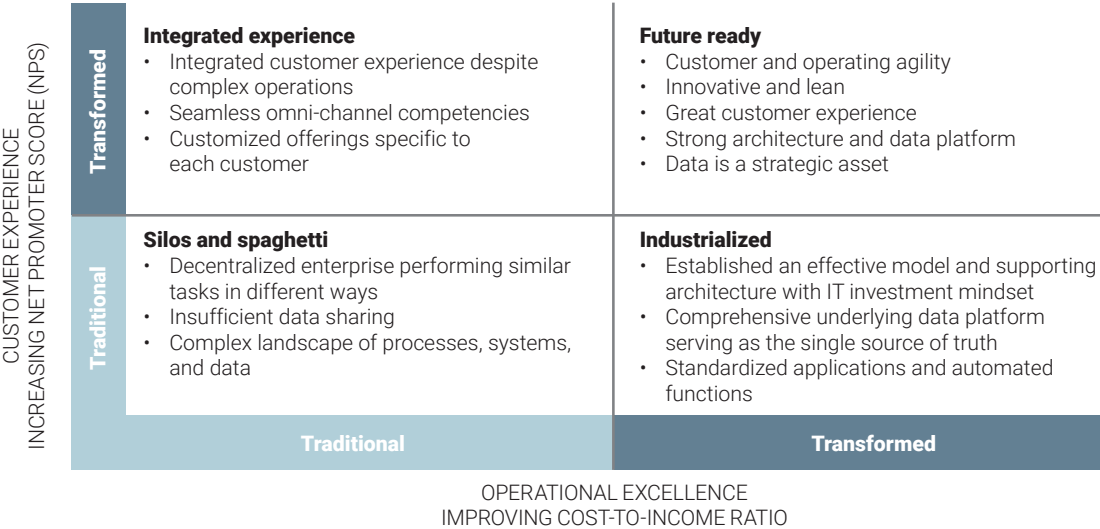 CUSTOMER EXPERIENCE
INCREASING NET PROMOTER SCORE (NPS)
Transformed
Integrated experience
• Integrated customer experience despite
complex operations
• Seamless omni-channel competencies
• Customized offerings specific to
each customer
Future ready
• Customer and operating agility
• Innovative and lean
• Great customer experience
• Strong architecture and data platform
• Data is a strategic asset
Traditional
Silos and spaghetti
• Decentralized enterprise performing similar
tasks in different ways
• Insufficient data sharing
• Complex landscape of processes, systems,
and data
Industrialized
• Established an effective model and supporting
architecture with IT investment mindset
• Comprehensive underlying data platform
serving as the single source of truth
• Standardized applications and automated
functions
Traditional
Transformed
OPERATIONAL EXCELLENCE
IMPROVING COST-TO-INCOME RATIO